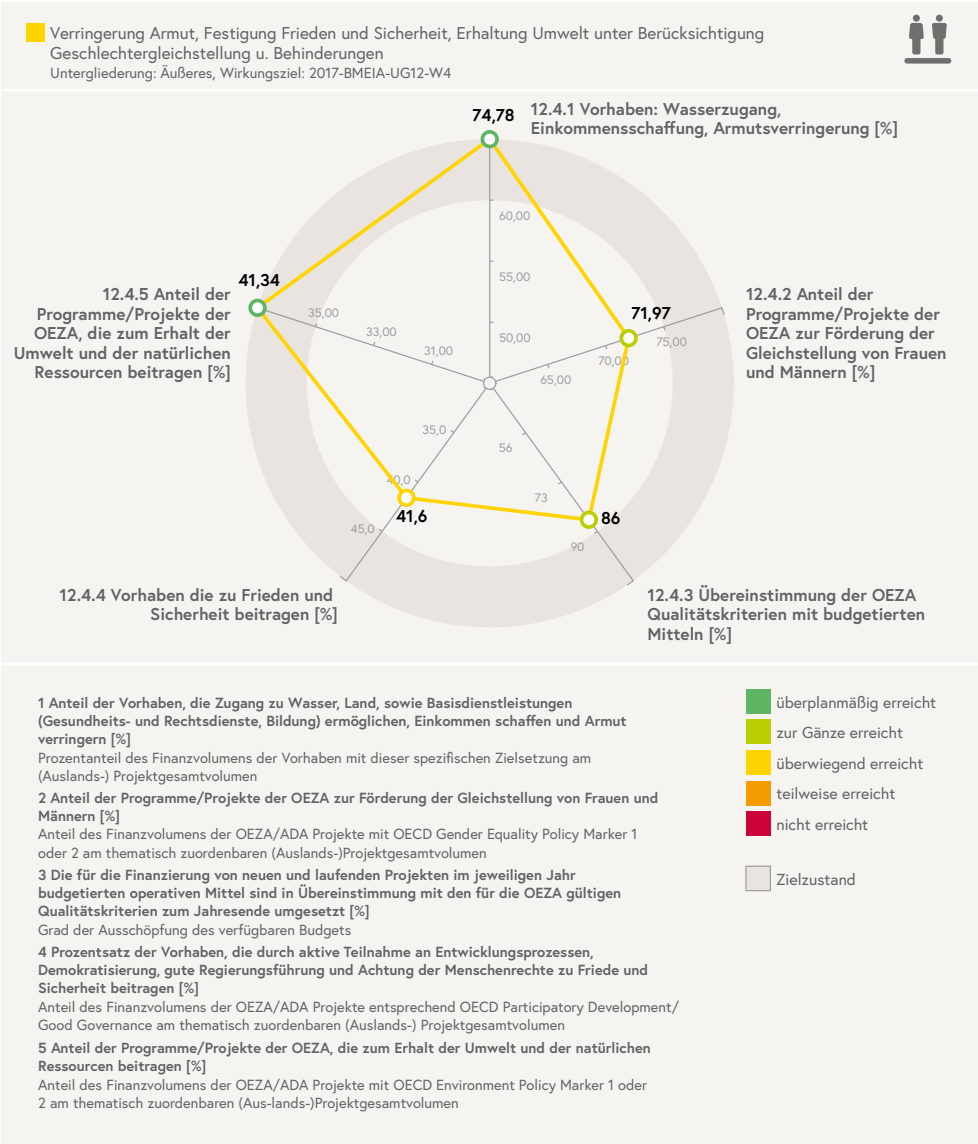 Verringerung Armut, Festigung Frieden und Sicherheit, Erhaltung Umwelt unter Berücksichtigung
Geschlechtergleichstellung u. Behinderungen
Untergliederung: Äußeres, Wirkungsziel: 2017-BMEIA-UG12-W4
74,78
12.4.1 Vorhaben: Wasserzugang,
Einkommensschaffung, Armutsverringerung [%]
60,00
55,00
50,00
41,34
12.4.5 Anteil der
Programme/Projekte der
OEZA, die zum Erhalt der
Umwelt und der natürlichen
Ressourcen beitragen [%]
35,00
33,00
31,00
71,97
12.4.2 Anteil der
Programme/Projekte der
OEZA zur Förderung der
Gleichstellung von Frauen
und Männern [%]
75,00
70,00
65,00
35,0
40,0
45,0
41,6
12.4.4 Vorhaben die zu Frieden und
Sicherheit beitragen [%]
56
73
90
86
12.4.3 Übereinstimmung der OEZA
Qualitätskriterien mit budgetierten
Mitteln [%]
1 Anteil der Vorhaben, die Zugang zu Wasser, Land, sowie Basisdienstleistungen
(Gesundheits- und Rechtsdienste, Bildung) ermöglichen, Einkommen schaffen und Armut
verringern [%]
Prozentanteil des Finanzvolumens der Vorhaben mit dieser spezifischen Zielsetzung am
(Auslands-) Projektgesamtvolumen
2 Anteil der Programme/Projekte der OEZA zur Förderung der Gleichstellung von Frauen und
Männern [%]
Anteil des Finanzvolumens der OEZA/ADA Projekte mit OECD Gender Equality Policy Marker 1
oder 2 am thematisch zuordenbaren (Auslands-)Projektgesamtvolumen
3 Die für die Finanzierung von neuen und laufenden Projekten im jeweiligen Jahr
budgetierten operativen Mittel sind in Übereinstimmung mit den für die OEZA gültigen
Qualitätskriterien zum Jahresende umgesetzt [%]
Grad der Ausschöpfung des verfügbaren Budgets
4 Prozentsatz der Vorhaben, die durch aktive Teilnahme an Entwicklungsprozessen,
Demokratisierung, gute Regierungsführung und Achtung der Menschenrechte zu Friede und
Sicherheit beitragen [%]
Anteil des Finanzvolumens der OEZA/ADA Projekte entsprechend OECD Participatory Development/
Good Governance am thematisch zuordenbaren (Auslands-) Projektgesamtvolumen
5 Anteil der Programme/Projekte der OEZA, die zum Erhalt der Umwelt und der natürlichen
Ressourcen beitragen [%]
Anteil des Finanzvolumens der OEZA/ADA Projekte mit OECD Environment Policy Marker 1 oder
2 am thematisch zuordenbaren (Aus-lands-)Projektgesamtvolumen
überplanmäßig erreicht
zur Gänze erreicht
überwiegend erreicht
teilweise erreicht
nicht erreicht
Zielzustand